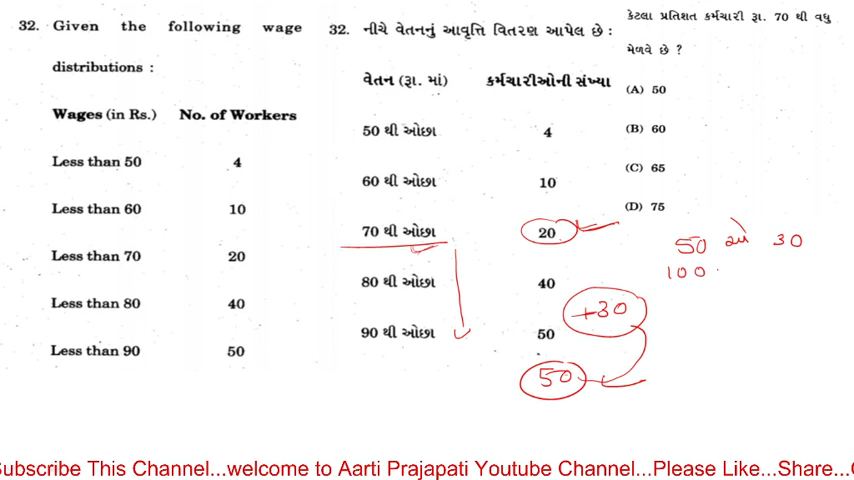 32. Given the following wage
distributions :
Wages (in Rs.) No. of Workers
Less than 50 4
Less than 60 10
Less than 70 20
Less than 80 40
Less than 90 50
32. નીચે વેતનનું આવૃત્તિ વિતરણ આપેલ છે :
વેતન (રૂા. માં) કર્મચારીઓની સંખ્યા
50 થી ઓછા 4
60 થી ઓછા 10
70 થી ઓછા 20
80 થી ઓછા 40
+30
90 થી ઓછા 50
50
કેટલા પ્રતિશત કર્મચારી રૂા. 70 થી વધુ
મેળવે છે ?
(A) 50
(B) 60
(C) 65
(D) 75
50 એ 30
100
Subscribe This Channel...welcome to Aarti Prajapati Youtube Channel...Please Like...Share...